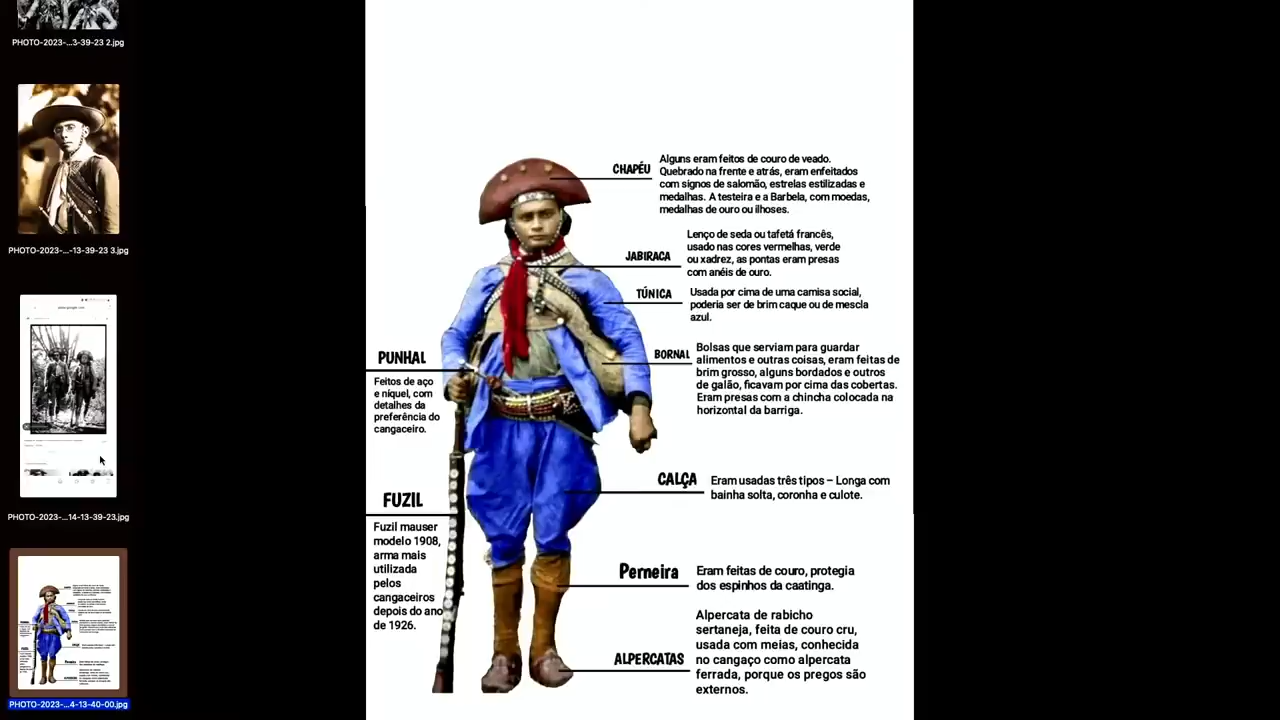 PHOTO-2023-...3-39-23 2.jpg
PHOTO-2023-...-13-39-23 3.jpg
PHOTO-2023-...14-13-39-23.jpg
PHOTO-2023-...4-13-40-00.jpg
CHAPÉU
Alguns eram feitos de couro de veado.
Quebrado na frente e atrás, eram enfeitados
com signos de salomão, estrelas estilizadas e
medalhas. A testeira e a Barbela, com moedas,
medalhas de ouro ou ilhoses.
JABIRACA
Lenço de seda ou tafetá francês,
usado nas cores vermelhas, verde
ou xadrez, as pontas eram presas
com anéis de ouro.
TÚNICA
Usada por cima de uma camisa social,
poderia ser de brim caque ou de mescla
azul.
BORNAL
Bolsas que serviam para guardar
alimentos e outras coisas, eram feitas de
brim grosso, alguns bordados e outros
de galão, ficavam por cima das cobertas.
Eram presas com a chincha colocada na
horizontal da barriga.
PUNHAL
Feitos de aço
e níquel, com
detalhes da
preferência do
cangaceiro.
CALÇA
Eram usadas três tipos – Longa com
bainha solta, coronha e culote.
FUZIL
Fuzil mauser
modelo 1908,
arma mais
utilizada
pelos
cangaceiros
depois do ano
de 1926.
Perneira
Eram feitas de couro, protegia
dos espinhos da caatinga.
ALPERCATAS
Alpercata de rabicho
sertaneja, feita de couro cru,
usada com meias, conhecida
no cangaço como alpercata
ferrada, porque os pregos são
externos.